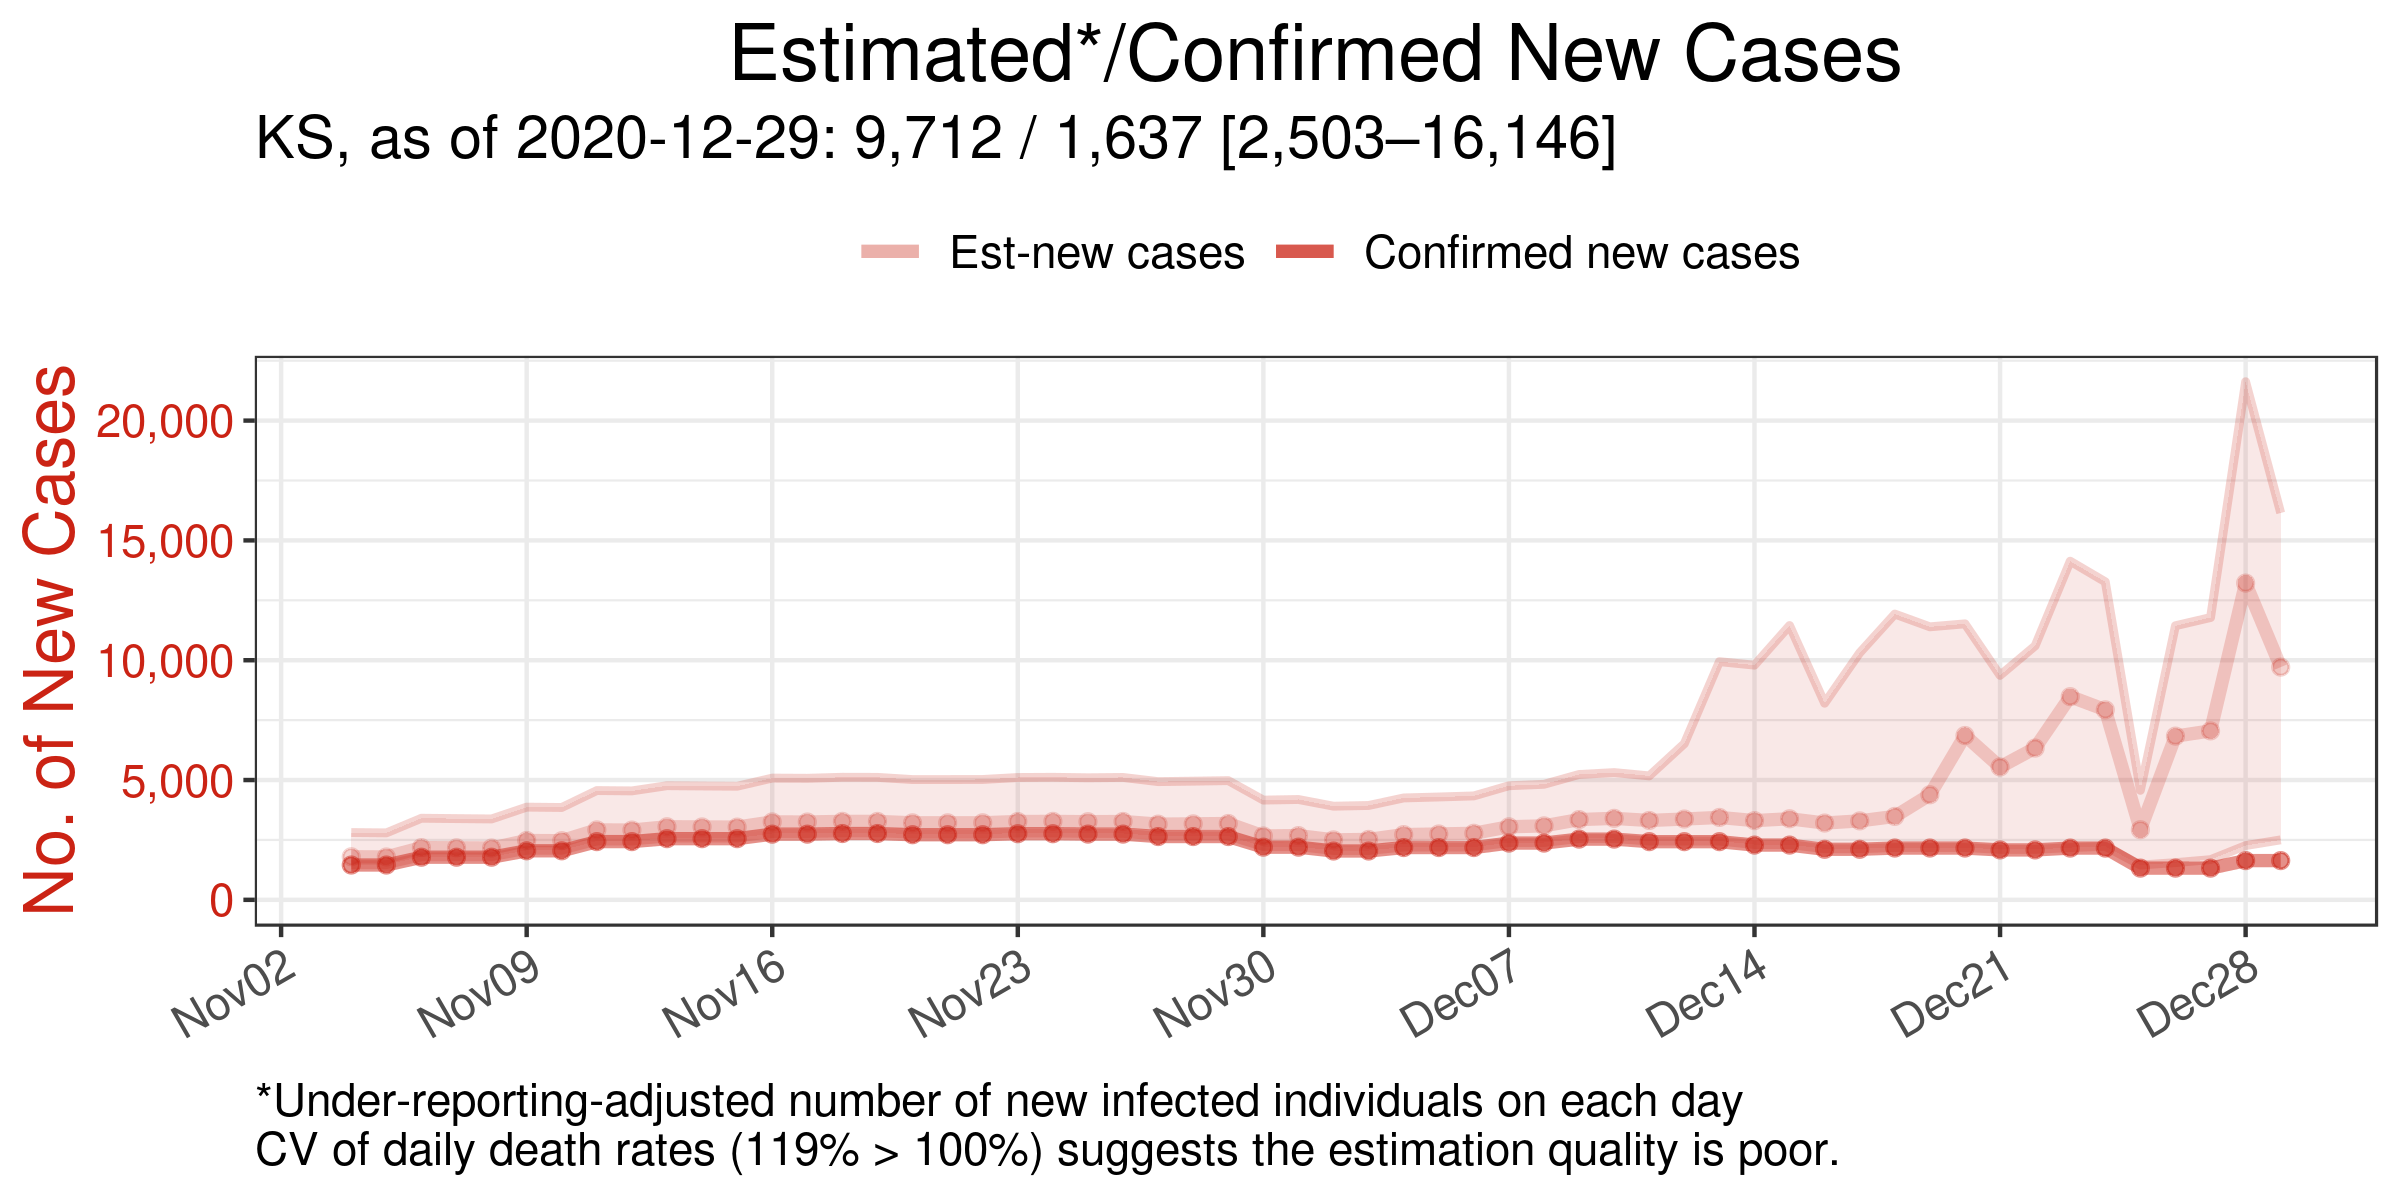 Estimated*/Confirmed New Cases
KS, as of 2020-12-29: 9,712 / 1,637 [2,503–16,146]
Est-new cases
Confirmed new cases
No. of New Cases
20,000
15,000
10,000
5,000
0
Nov02
Nov09
Nov16
Nov23
Nov30
Dec07
Dec14
Dec21
Dec28
*Under-reporting-adjusted number of new infected individuals on each day
CV of daily death rates (119% > 100%) suggests the estimation quality is poor.